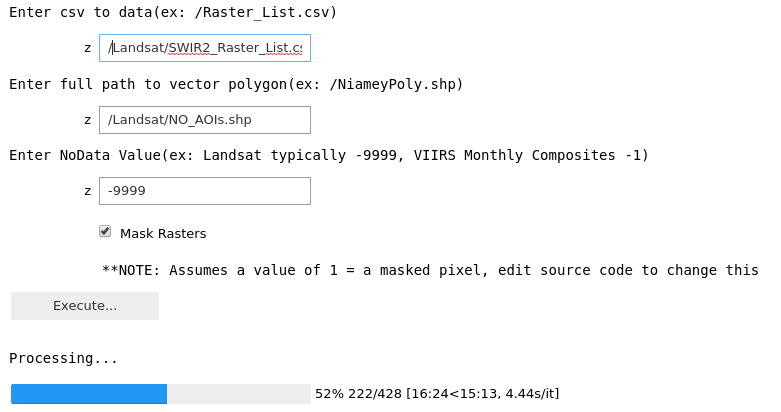 Enter csv to data(ex: /Raster_List.csv)
z /Landsat/SWIR2_Raster_List.cs
Enter full path to vector polygon(ex: /NiameyPoly.shp)
z /Landsat/NO_AOIs.shp
Enter NoData Value(ex: Landsat typically -9999, VIIRS Monthly Composites -1)
z -9999
Mask Rasters
**NOTE: Assumes a value of 1 = a masked pixel, edit source code to change this
Execute...
Processing...
52% 222/428 [16:24<15:13, 4.44s/it]